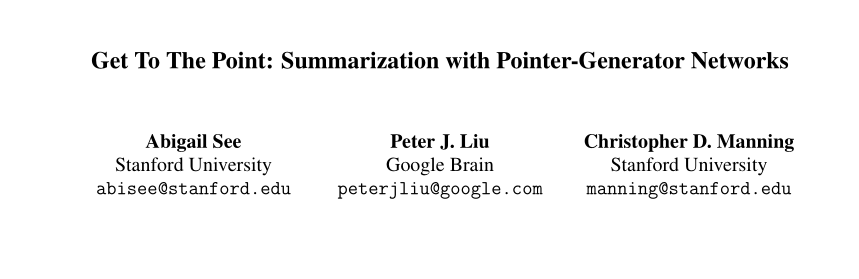 Get To The Point: Summarization with Pointer-Generator Networks
Abigail See
Stanford University
abisee@stanford.edu
Peter J. Liu
Google Brain
peterjliu@google.com
Christopher D. Manning
Stanford University
manning@stanford.edu